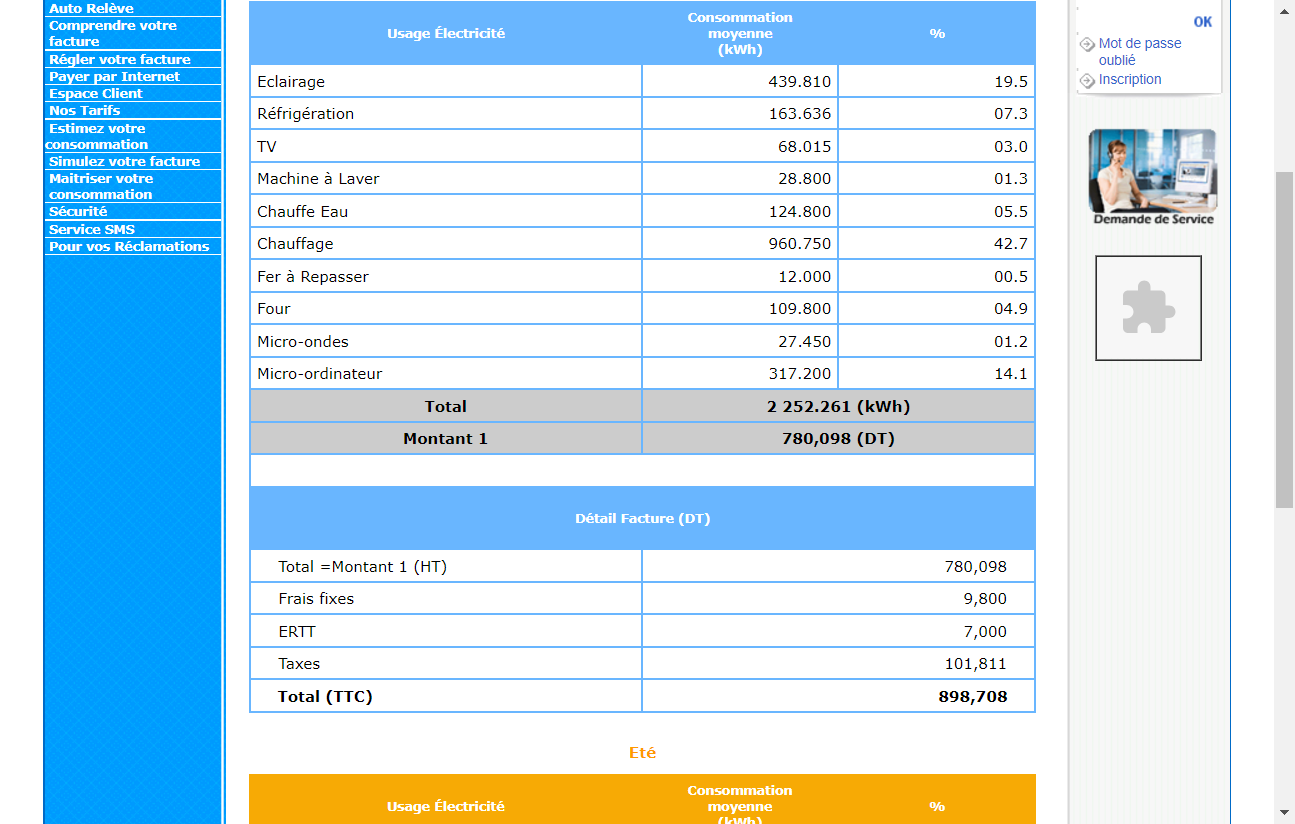 Auto Relève
Comprendre votre
facture
Régler votre facture
Payer par Internet
Espace Client
Nos Tarifs
Estimez votre
consommation
Simulez votre facture
Maitriser votre
consommation
Sécurité
Service SMS
Pour vos Réclamations
Usage Électricité Consommation moyenne (kWh) %
Eclairage 439.810 19.5
Réfrigération 163.636 07.3
TV 68.015 03.0
Machine à Laver 28.800 01.3
Chauffe Eau 124.800 05.5
Chauffage 960.750 42.7
Fer à Repasser 12.000 00.5
Four 109.800 04.9
Micro-ondes 27.450 01.2
Micro-ordinateur 317.200 14.1
Total 2 252.261 (kWh)
Montant 1 780,098 (DT)
Détail Facture (DT)
Total =Montant 1 (HT) 780,098
Frais fixes 9,800
ERTT 7,000
Taxes 101,811
Total (TTC) 898,708
Eté
Usage Électricité Consommation moyenne (kWh) %
OK
Mot de passe
oublié
Inscription
Demande de Service